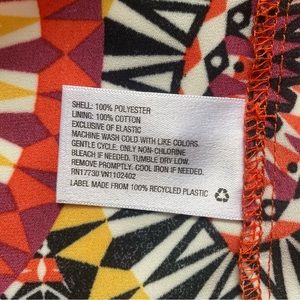 SHELL: 100% POLYESTER
LINING: 100% COTTON
EXCLUSIVE OF ELASTIC
MACHINE WASH COLD WITH LIKE COLORS.
GENTLE CYCLE. ONLY NON-CHLORINE
BLEACH IF NEEDED. TUMBLE DRY LOW.
REMOVE PROMPTLY. COOL IRON IF NEEDED.
RN17730 VN1102402
LABEL MADE FROM 100% RECYCLED PLASTIC